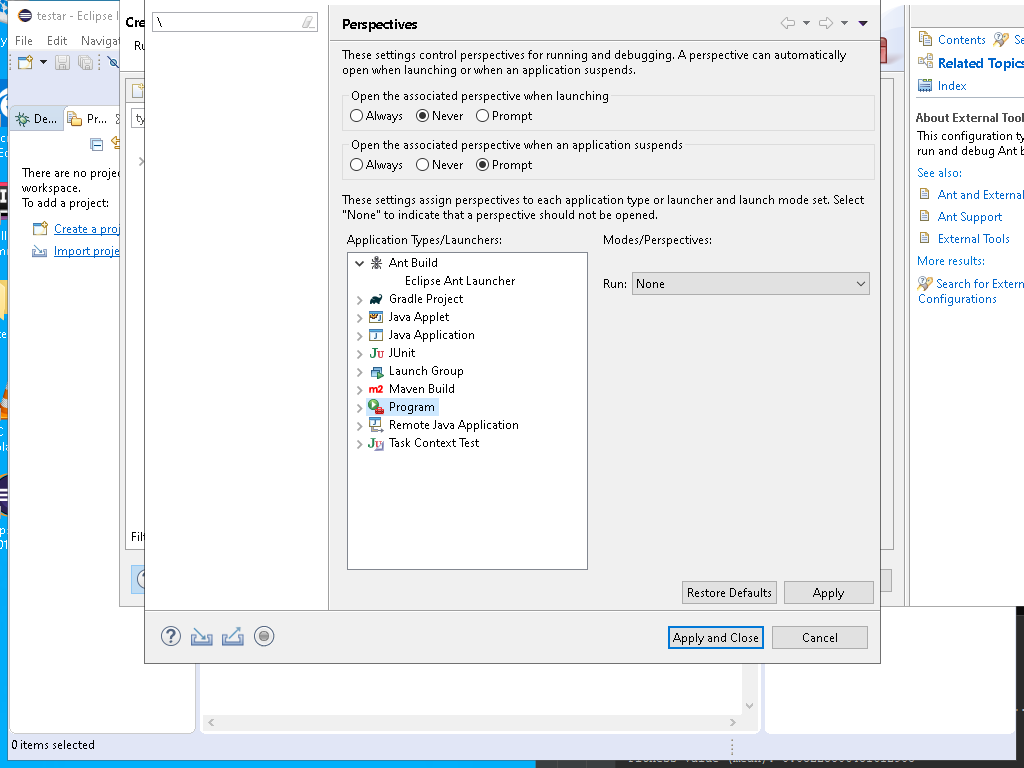 testar - Eclipse I
File Edit Naviga
De...
Pr...
There are no proje
workspace.
To add a project:
Create a proj
Import proje
0 items selected
Cre
Ru
ty
Filt
\
Perspectives
These settings control perspectives for running and debugging. A perspective can automatically
open when launching or when an application suspends.
Open the associated perspective when launching
Always Never Prompt
Open the associated perspective when an application suspends
Always Never Prompt
These settings assign perspectives to each application type or launcher and launch mode set. Select
"None" to indicate that a perspective should not be opened.
Application Types/Launchers:
Modes/Perspectives:
Ant Build
Eclipse Ant Launcher
Gradle Project
Java Applet
Java Application
JUnit
Launch Group
Maven Build
Program
Remote Java Application
Task Context Test
Run: None
Restore Defaults Apply
Apply and Close Cancel
Contents Se
Related Topics
Index
About External Tool
This configuration ty
run and debug Ant b
See also:
Ant and External
Ant Support
External Tools
More results:
Search for Extern
Configurations